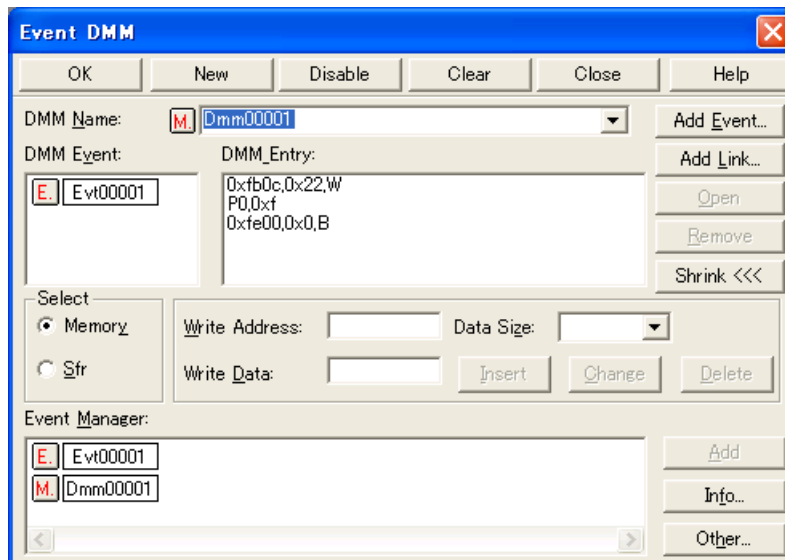 Event DMM
OK New Disable Clear Close Help
DMM Name: M. Dmm00001 Add Event...
DMM Event: DMM_Entry: Add Link...
E. Evt00001
0xfb0c,0x22,W
P0,0xf
0xfe00,0x0,B
Open
Remove
Shrink <<<
Select
Memory
Sfr
Write Address: Data Size:
Write Data: Insert Change Delete
Event Manager:
E. Evt00001
M. Dmm00001
Add
Info...
Other...